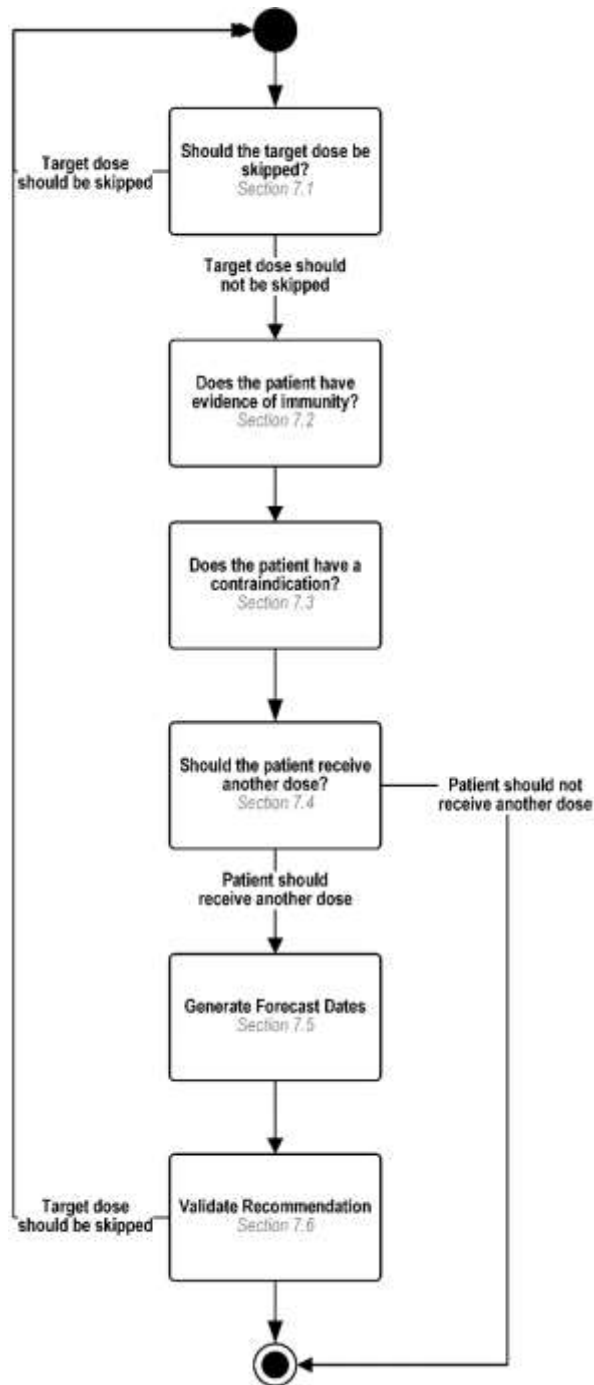 Should the target dose be
skipped?
Section 7.1
Target dose
should be skipped
Target dose should
not be skipped
Does the patient have
evidence of immunity?
Section 7.2
Does the patient have a
contraindication?
Section 7.3
Should the patient receive
another dose?
Section 7.4
Patient should not
receive another dose
Patient should
receive another dose
Generate Forecast Dates
Section 7.5
Target dose
should be skipped
Validate Recommendation
Section 7.6